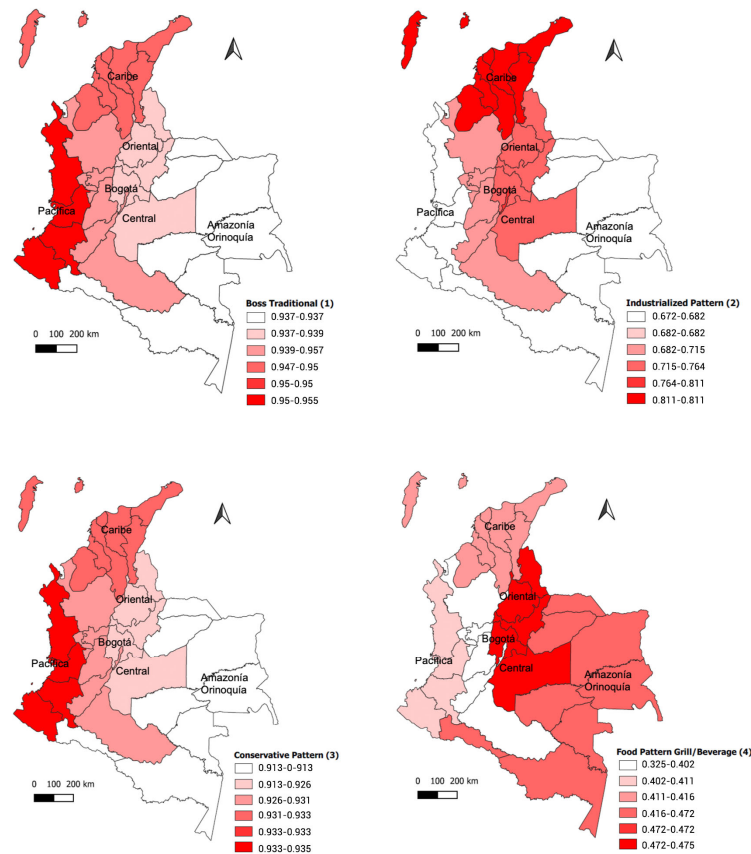 Caribe
Oriental
Bogotá
Pacífica
Central
Amazonía
Orinoquía
Boss Traditional (1)
0 100 200 km
0.937-0.937
0.937-0.939
0.939-0.957
0.947-0.95
0.95-0.95
0.95-0.955
Caribe
Oriental
Bogotá
Pacífica
Central
Amazonía
Orinoquía
Industrialized Pattern (2)
0 100 200 km
0.672-0.682
0.682-0.682
0.682-0.715
0.715-0.764
0.764-0.811
0.811-0.811
Caribe
Oriental
Bogotá
Pacífica
Central
Amazonía
Orinoquía
Conservative Pattern (3)
0 100 200 km
0.913-0-913
0.913-0.926
0.926-0.931
0.931-0.933
0.933-0.933
0.933-0.935
Caribe
Oriental
Bogotá
Pacífica
Central
Amazonía
Orinoquía
Food Pattern Grill/Beverage (4)
0 100 200 km
0.325-0.402
0.402-0.411
0.411-0.416
0.416-0.472
0.472-0.472
0.472-0.475